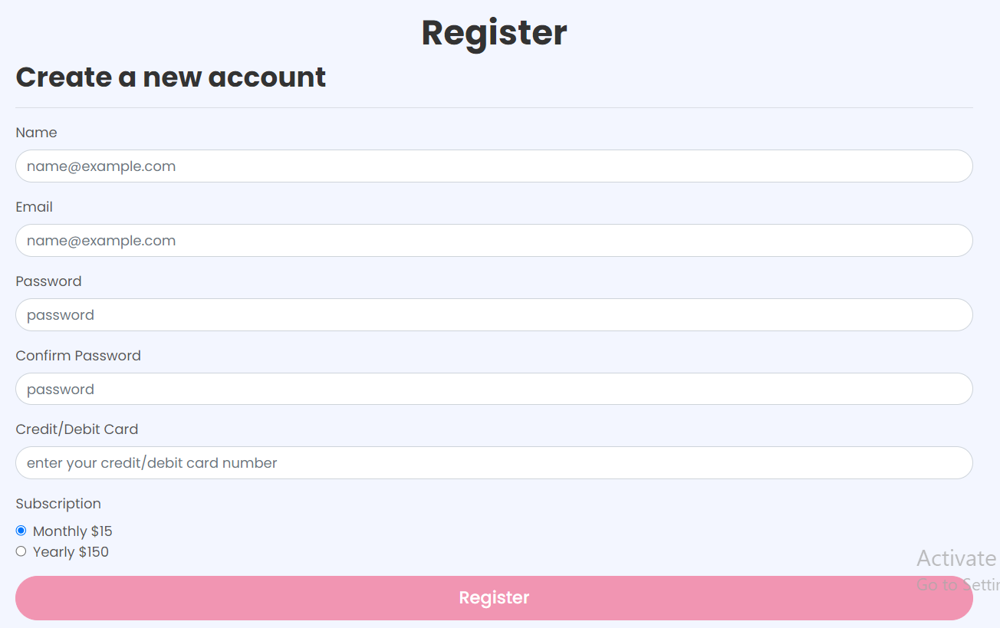 Register
Create a new account
Name
name@example.com
Email
name@example.com
Password
password
Confirm Password
password
Credit/Debit Card
enter your credit/debit card number
Subscription
Monthly $15
Yearly $150
Activate
Go to
Register